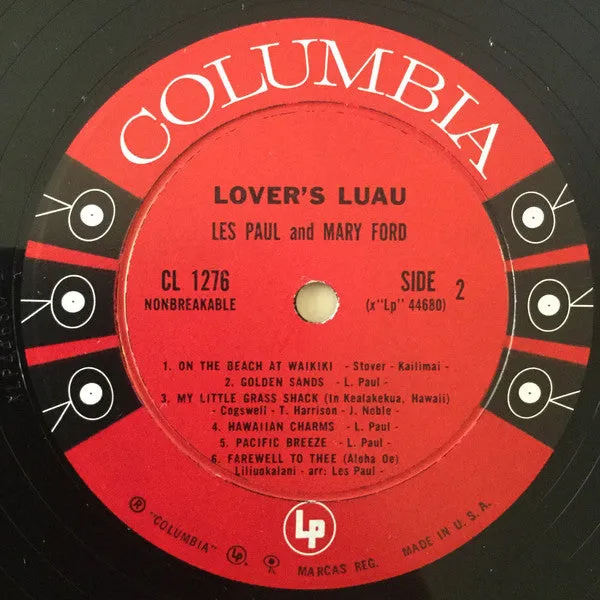 COLUMBIA
LOVER'S LUAU
LES PAUL and MARY FORD
CL 1276
NONBREAKABLE
SIDE 2
(x"Lp" 44680)
1. ON THE BEACH AT WAIKIKI - Stover - Kailimai -
2. GOLDEN SANDS - L. Paul -
3. MY LITTLE GRASS SHACK (In Kealakekua, Hawaii)
- Cogswell - T. Harrison - J. Noble -
4. HAWAIIAN CHARMS - L. Paul -
5. PACIFIC BREEZE - L. Paul -
6. FAREWELL TO THEE (Aloha Oe)
Liliuokalani - arr: Les Paul -
Lp
® "COLUMBIA" Lp MARCAS REG. MADE IN U.S.A.